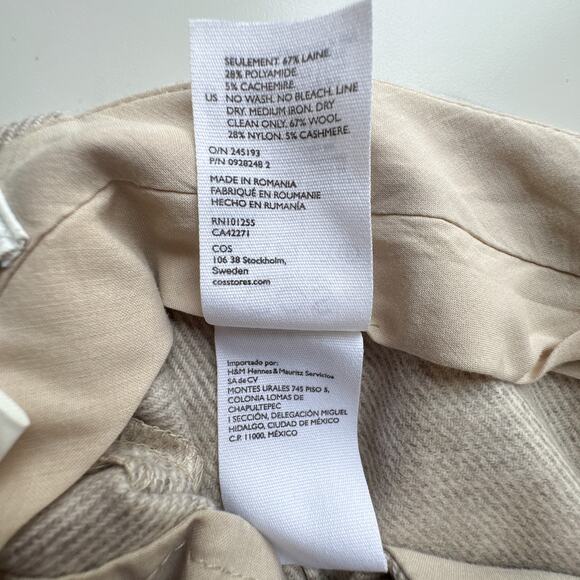 SEULEMENT. 67% LAINE.
28% POLYAMIDE.
5% CACHEMIRE.
US NO WASH. NO BLEACH. LINE
DRY. MEDIUM IRON. DRY
CLEAN ONLY. 67% WOOL.
28% NYLON. 5% CASHMERE.
O/N 245193
P/N 0928248 2
MADE IN ROMANIA
FABRIQUÉ EN ROUMANIE
HECHO EN RUMANÍA
RN101255
CA42271
COS
106 38 Stockholm,
Sweden
cosstores.com
Importado por:
H&M Hennes & Mauritz Servicios
SA de CV
MONTES URALES 745 PISO 5,
COLONIA LOMAS DE
CHAPULTEPEC
I SECCIÓN, DELEGACIÓN MIGUEL
HIDALGO, CIUDAD DE MÉXICO
C.P. 11000, MÉXICO